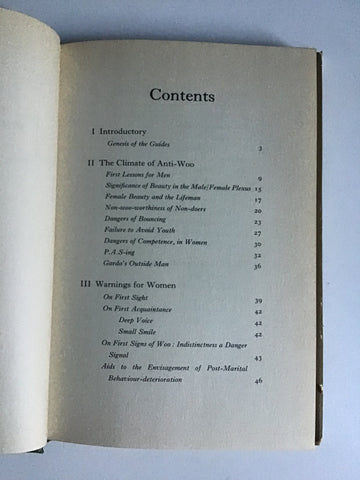 Contents
I Introductory
Genesis of the Guides 3
II The Climate of Anti-Woo
First Lessons for Men 9
Significance of Beauty in the Male/Female Plexus 15
Female Beauty and the Lifeman 17
Non-woo-worthiness of Non-doers 20
Dangers of Bouncing 23
Failure to Avoid Youth 27
Dangers of Competence, in Women 30
P.A.S-ing 32
Gardo's Outside Man 36
III Warnings for Women
On First Sight 39
On First Acquaintance 42
Deep Voice 42
Small Smile 42
On First Signs of Woo : Indistinctness a Danger
Signal 43
Aids to the Envisagement of Post-Marital
Behaviour-deterioration 46